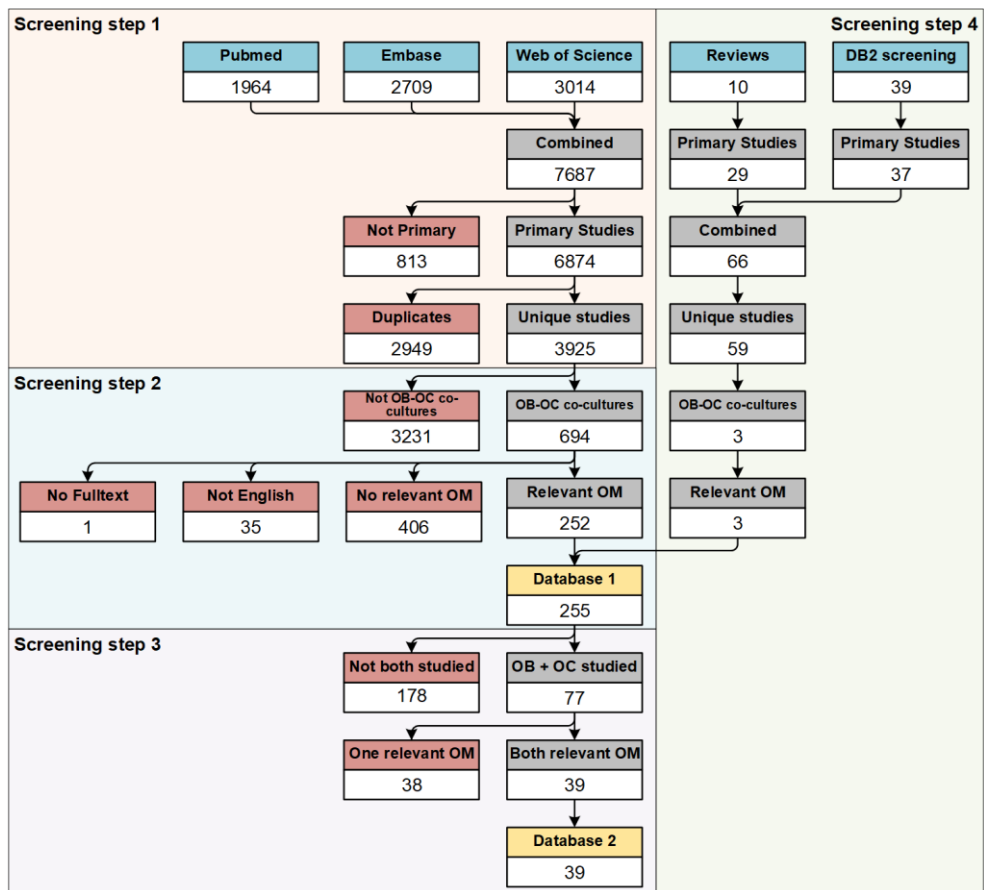 Screening step 1
Screening step 4
Pubmed
1964
Embase
2709
Web of Science
3014
Reviews
10
DB2 screening
39
Combined
7687
Primary Studies
29
Primary Studies
37
Not Primary
813
Primary Studies
6874
Combined
66
Duplicates
2949
Unique studies
3925
Unique studies
59
Screening step 2
Not OB-OC co-
cultures
3231
OB-OC co-cultures
694
OB-OC co-cultures
3
No Fulltext
1
Not English
35
No relevant OM
406
Relevant OM
252
Relevant OM
3
Database 1
255
Screening step 3
Not both studied
178
OB + OC studied
77
One relevant OM
38
Both relevant OM
39
Database 2
39